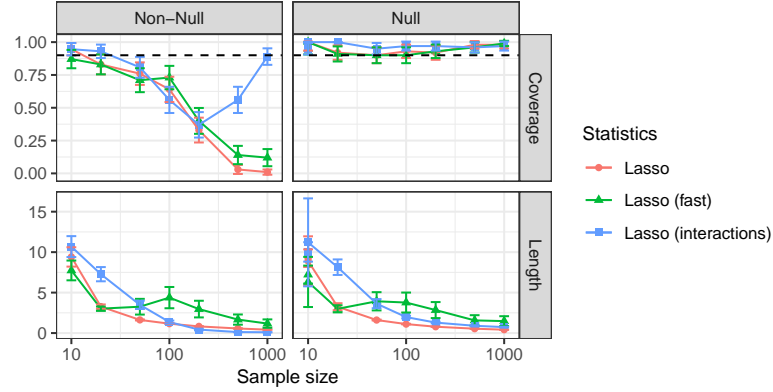 Non−Null
Null
1.00
0.75
0.50
0.25
0.00
Coverage
15
10
5
0
Length
10
100
1000
10
100
1000
Sample size
Statistics
Lasso
Lasso (fast)
Lasso (interactions)